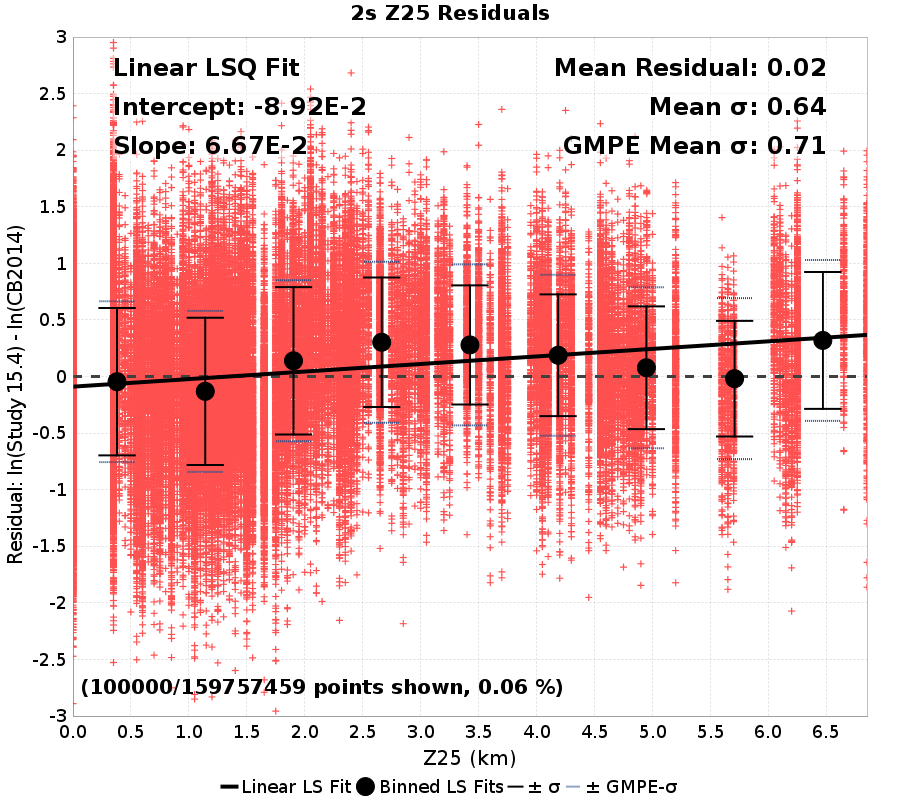 2s Z25 Residuals
Linear LSQ Fit
Intercept: -8.92E-2
Slope: 6.67E-2
Mean Residual: 0.02
Mean σ: 0.64
GMPE Mean σ: 0.71
Residual: ln(Study 15.4) - ln(CB2014)
3
2.5
2
1.5
1
0.5
0
-0.5
-1
-1.5
-2
-2.5
-3
(100000/159757459 points shown, 0.06 %)
0.0 0.5 1.0 1.5 2.0 2.5 3.0 3.5 4.0 4.5 5.0 5.5 6.0 6.5
Z25 (km)
Linear LS Fit Binned LS Fits ± σ ± GMPE-σ